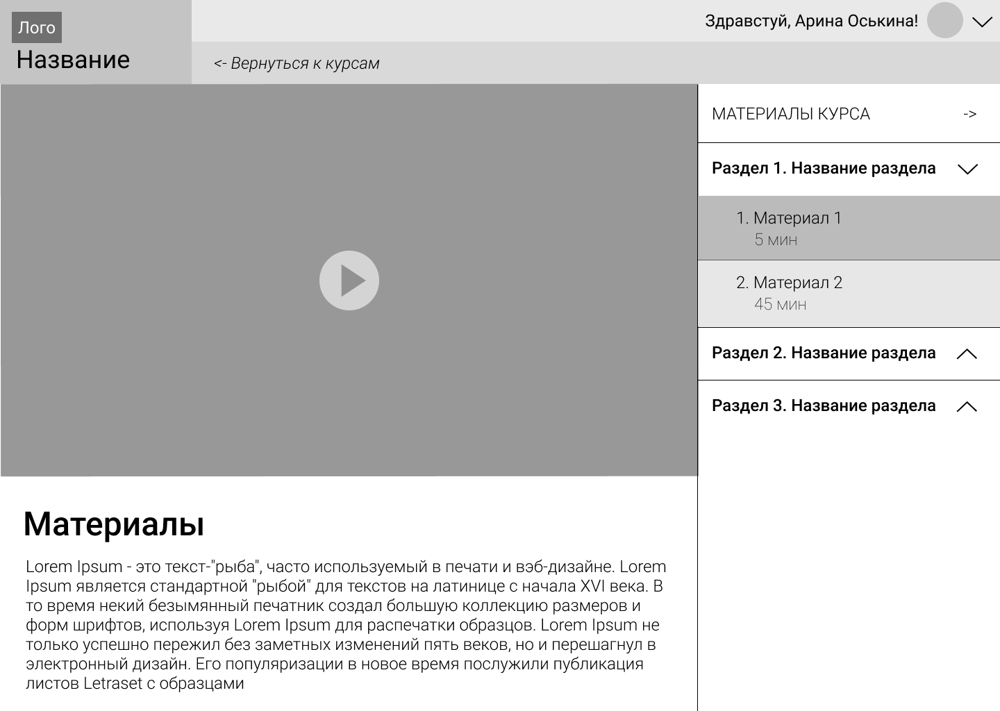 Лого
Название
Здравстуй, Арина Оськина!
<- Вернуться к курсам
МАТЕРИАЛЫ КУРСА ->
Раздел 1. Название раздела
1. Материал 1
5 мин
2. Материал 2
45 мин
Раздел 2. Название раздела
Раздел 3. Название раздела
Материалы
Lorem Ipsum - это текст-"рыба", часто используемый в печати и вэб-дизайне. Lorem
Ipsum является стандартной "рыбой" для текстов на латинице с начала XVI века. В
то время некий безымянный печатник создал большую коллекцию размеров и
форм шрифтов, используя Lorem Ipsum для распечатки образцов. Lorem Ipsum не
только успешно пережил без заметных изменений пять веков, но и перешагнул в
электронный дизайн. Его популяризации в новое время послужили публикация
листов Letraset с образцами